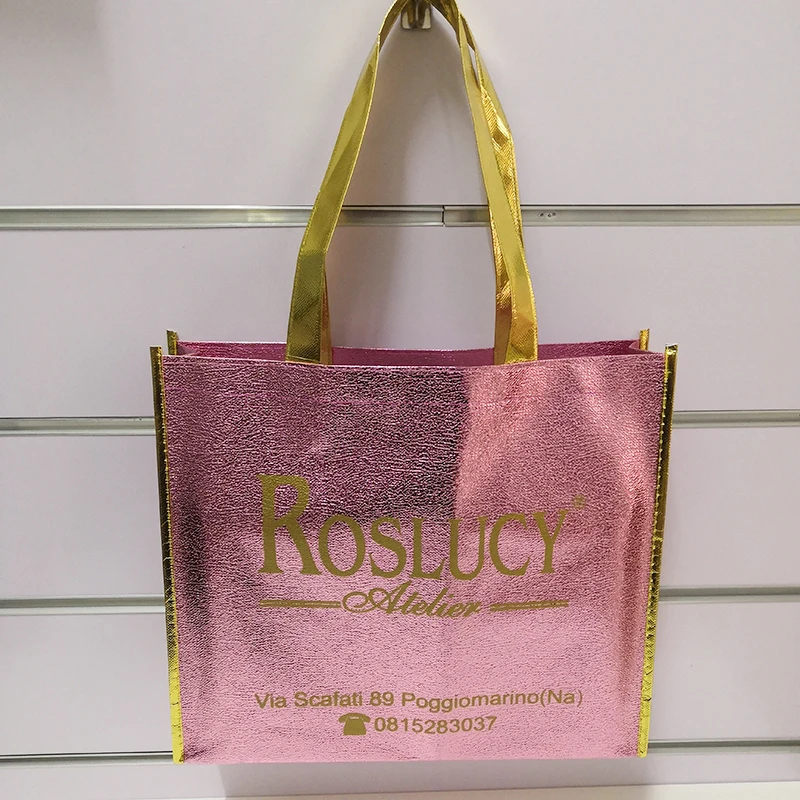 ROSLUCY®
Atelier
Via Scafati 89 Poggiomarino(Na)
☎0815283037